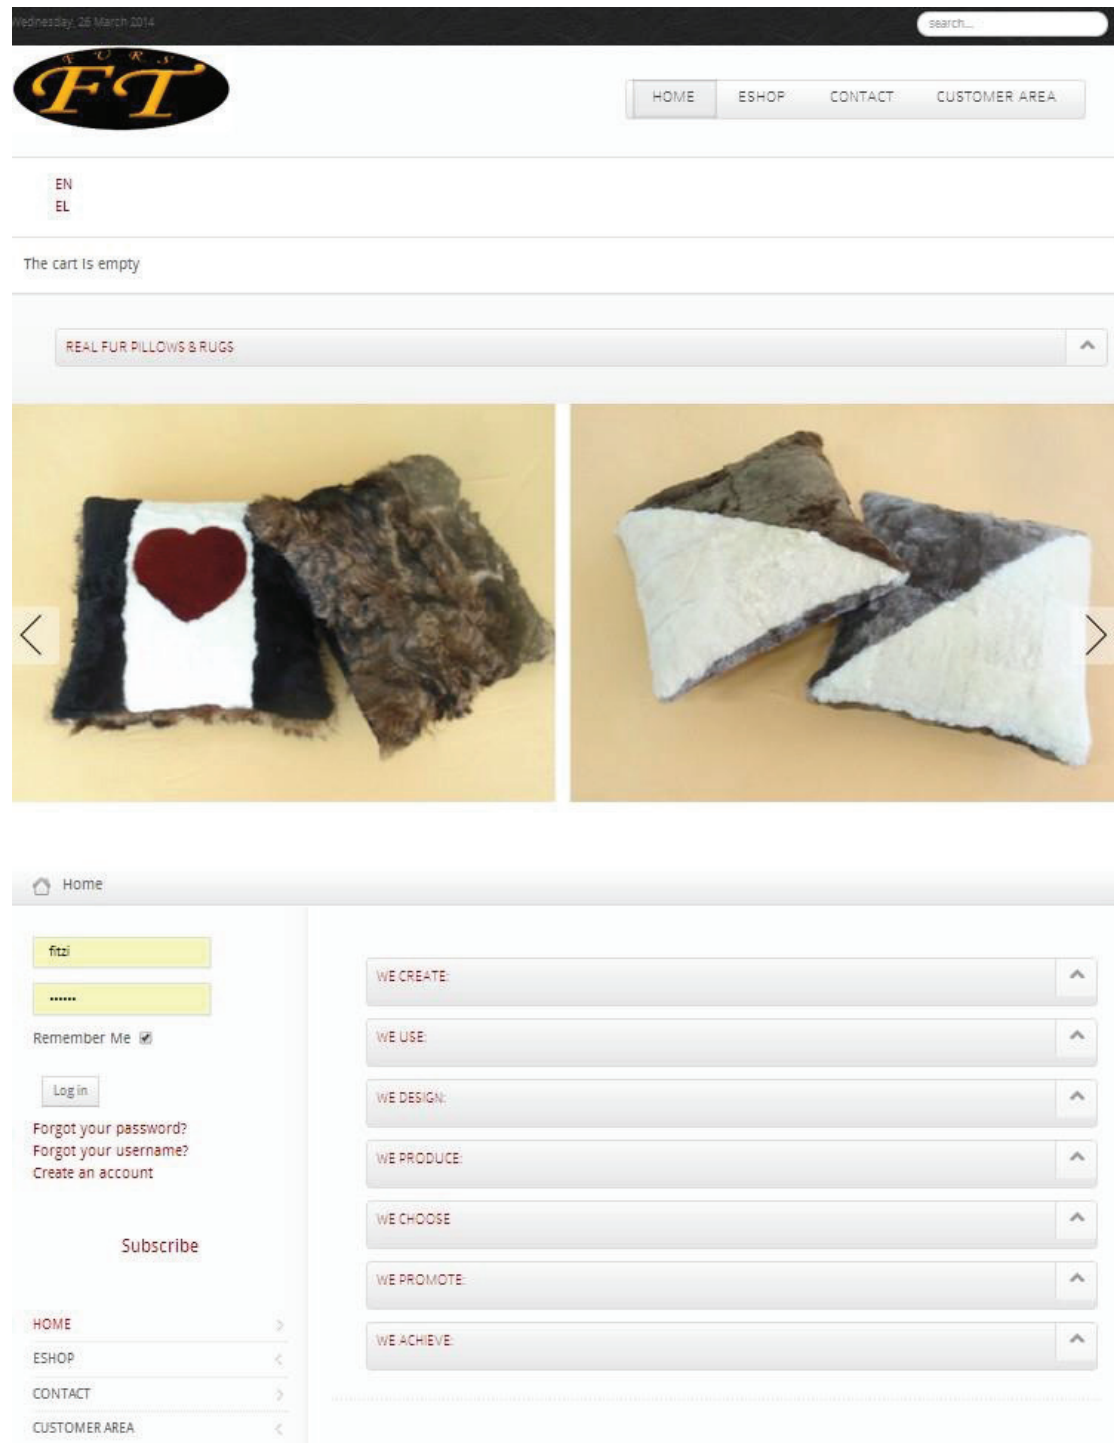 Wednesday, 26 March 2014
search...
FURS
FT
HOME ESHOP CONTACT CUSTOMER AREA
EN
EL
The cart is empty
REAL FUR PILLOWS & RUGS
Home
fitzi
••••••
Remember Me
Log in
Forgot your password?
Forgot your username?
Create an account
Subscribe
HOME
ESHOP
CONTACT
CUSTOMER AREA
WE CREATE:
WE USE:
WE DESIGN:
WE PRODUCE:
WE CHOOSE
WE PROMOTE:
WE ACHIEVE: